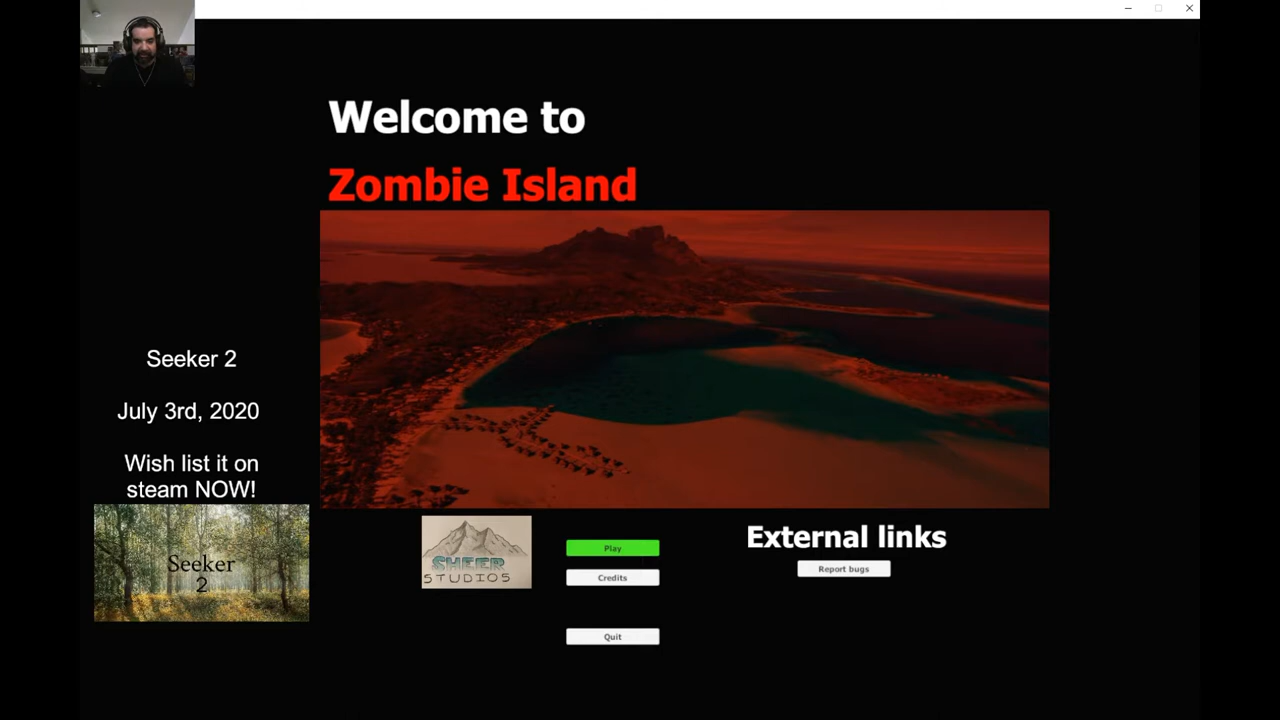 Welcome to
Zombie Island
Seeker 2
July 3rd, 2020
Wish list it on
steam NOW!
Seeker
2
SHEER
STUDIOS
Play
Credits
Quit
External links
Report bugs